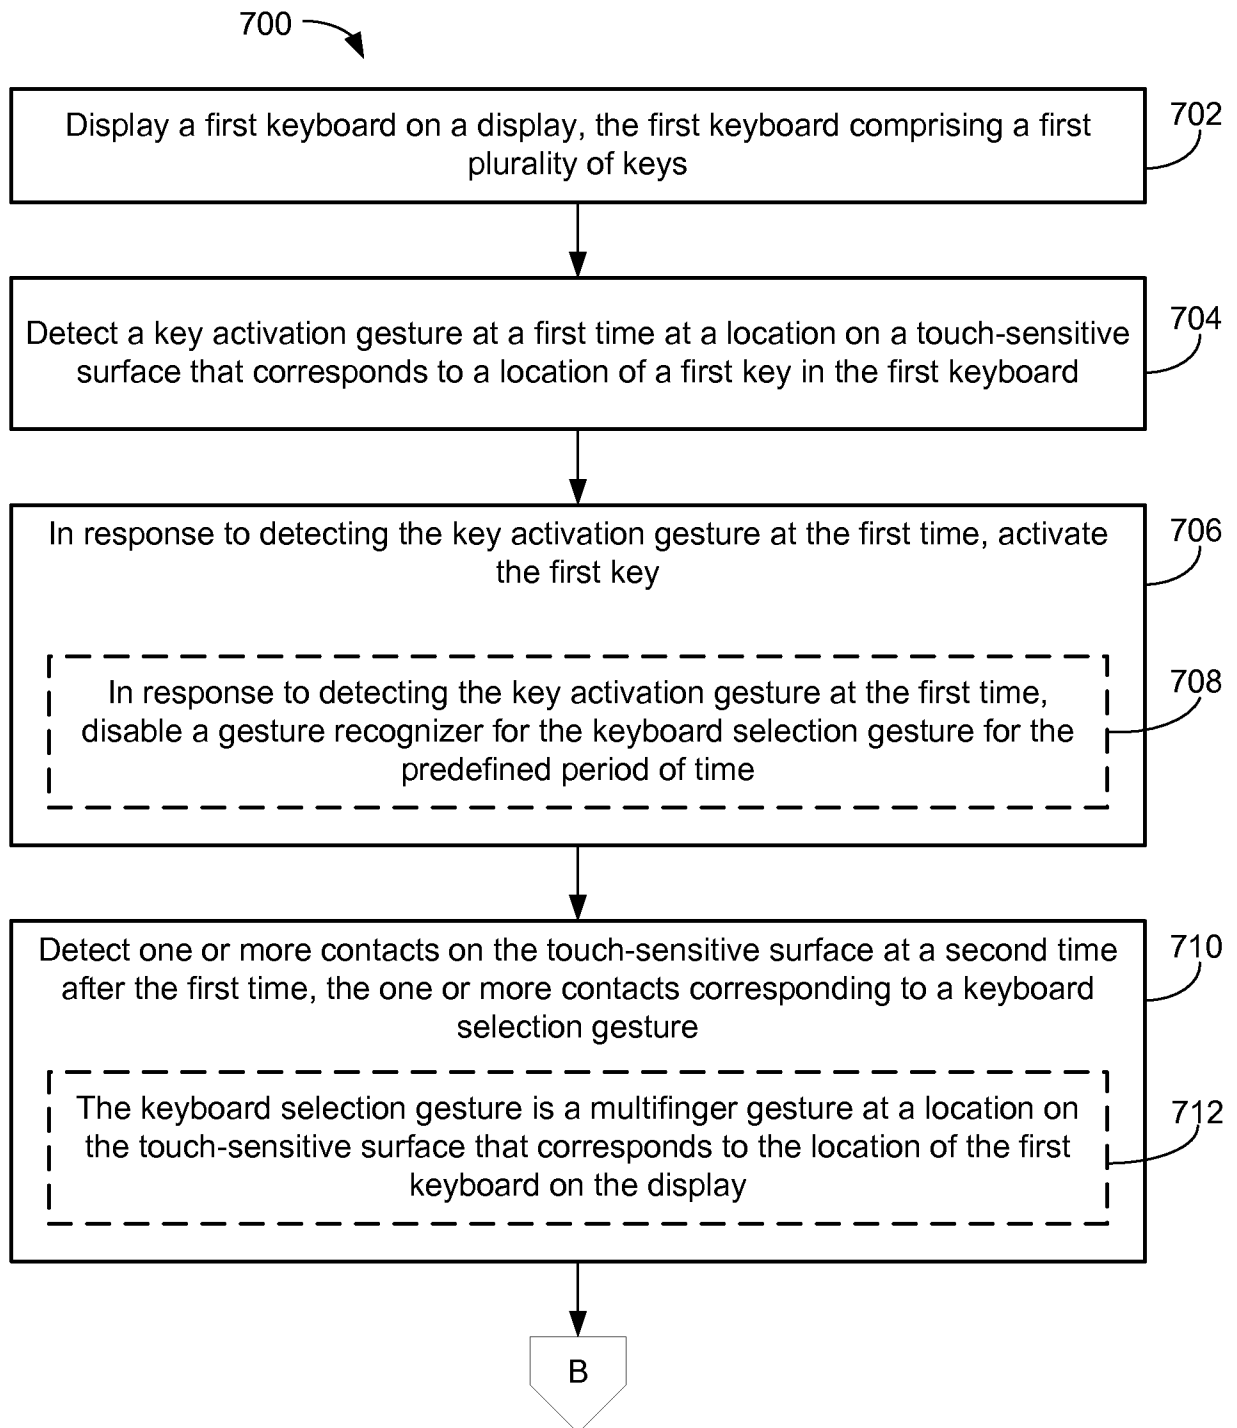 700
Display a first keyboard on a display, the first keyboard comprising a first
plurality of keys
702
Detect a key activation gesture at a first time at a location on a touch-sensitive
surface that corresponds to a location of a first key in the first keyboard
704
In response to detecting the key activation gesture at the first time, activate
the first key
706
In response to detecting the key activation gesture at the first time,
disable a gesture recognizer for the keyboard selection gesture for the
predefined period of time
708
Detect one or more contacts on the touch-sensitive surface at a second time
after the first time, the one or more contacts corresponding to a keyboard
selection gesture
710
The keyboard selection gesture is a multifinger gesture at a location on
the touch-sensitive surface that corresponds to the location of the first
keyboard on the display
712
B